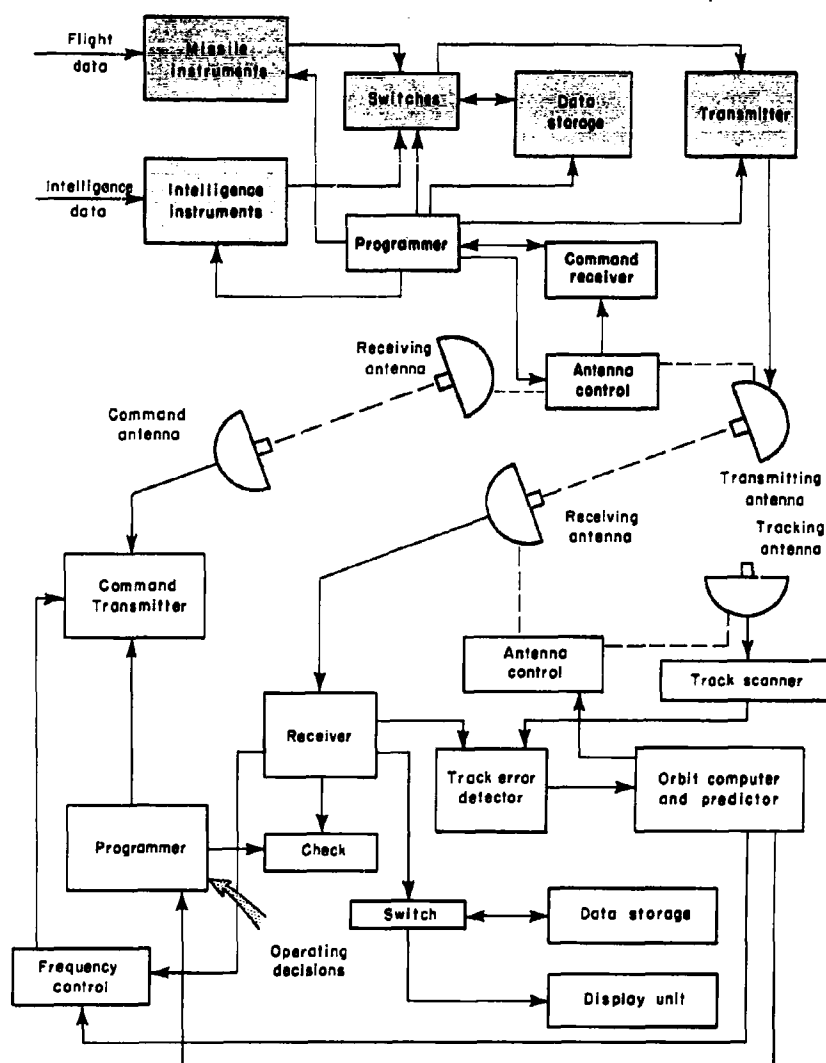 Flight
data
Missile
instruments
Switches
Data
storage
Transmitter
Intelligence
data
Intelligence
instruments
Programmer
Command
receiver
Receiving
antenna
Antenna
control
Command
antenna
Transmitting
antenna
Receiving
antenna
Tracking
antenna
Command
Transmitter
Antenna
control
Track scanner
Receiver
Track error
detector
Orbit computer
and predictor
Programmer
Check
Switch
Data storage
Operating
decisions
Frequency
control
Display unit